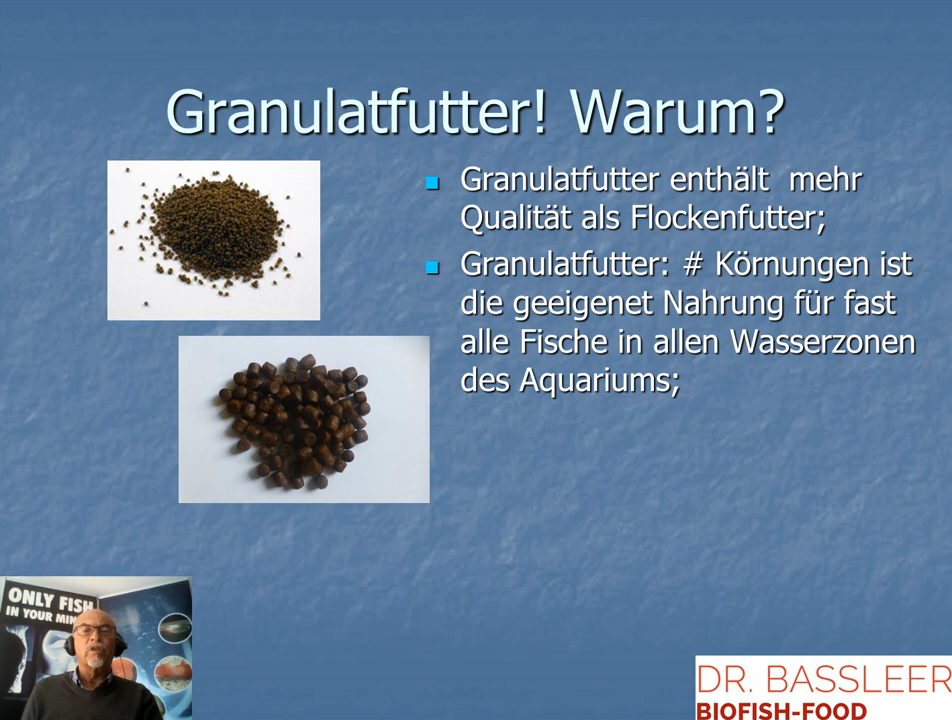 Granulatfutter! Warum?
Granulatfutter enthält mehr
Qualität als Flockenfutter;
Granulatfutter: # Körnungen ist
die geeigenet Nahrung für fast
alle Fische in allen Wasserzonen
des Aquariums;
ONLY FISH
IN YOUR
DR. BASSLEER
BIOFISH-FOOD